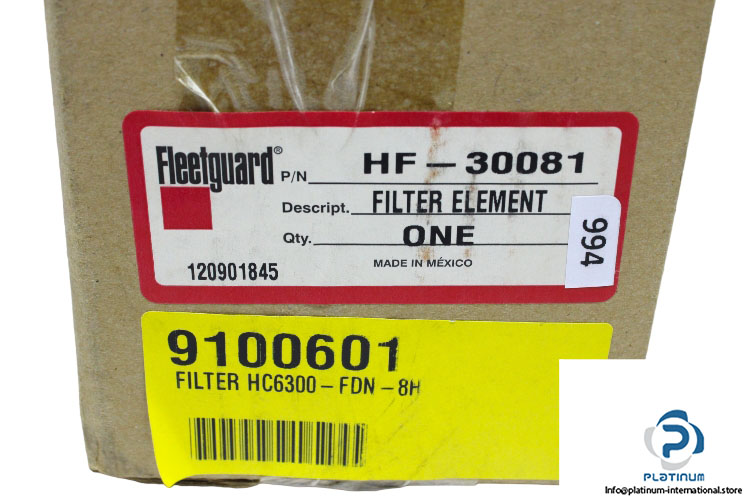 Fleetguard®
P/N HF-30081
Descript. FILTER ELEMENT
Qty. ONE
120901845
MADE IN MÉXICO
994
9100601
FILTER HC6300-FDN-8H
PLATINUM
Info@platinum-international.store